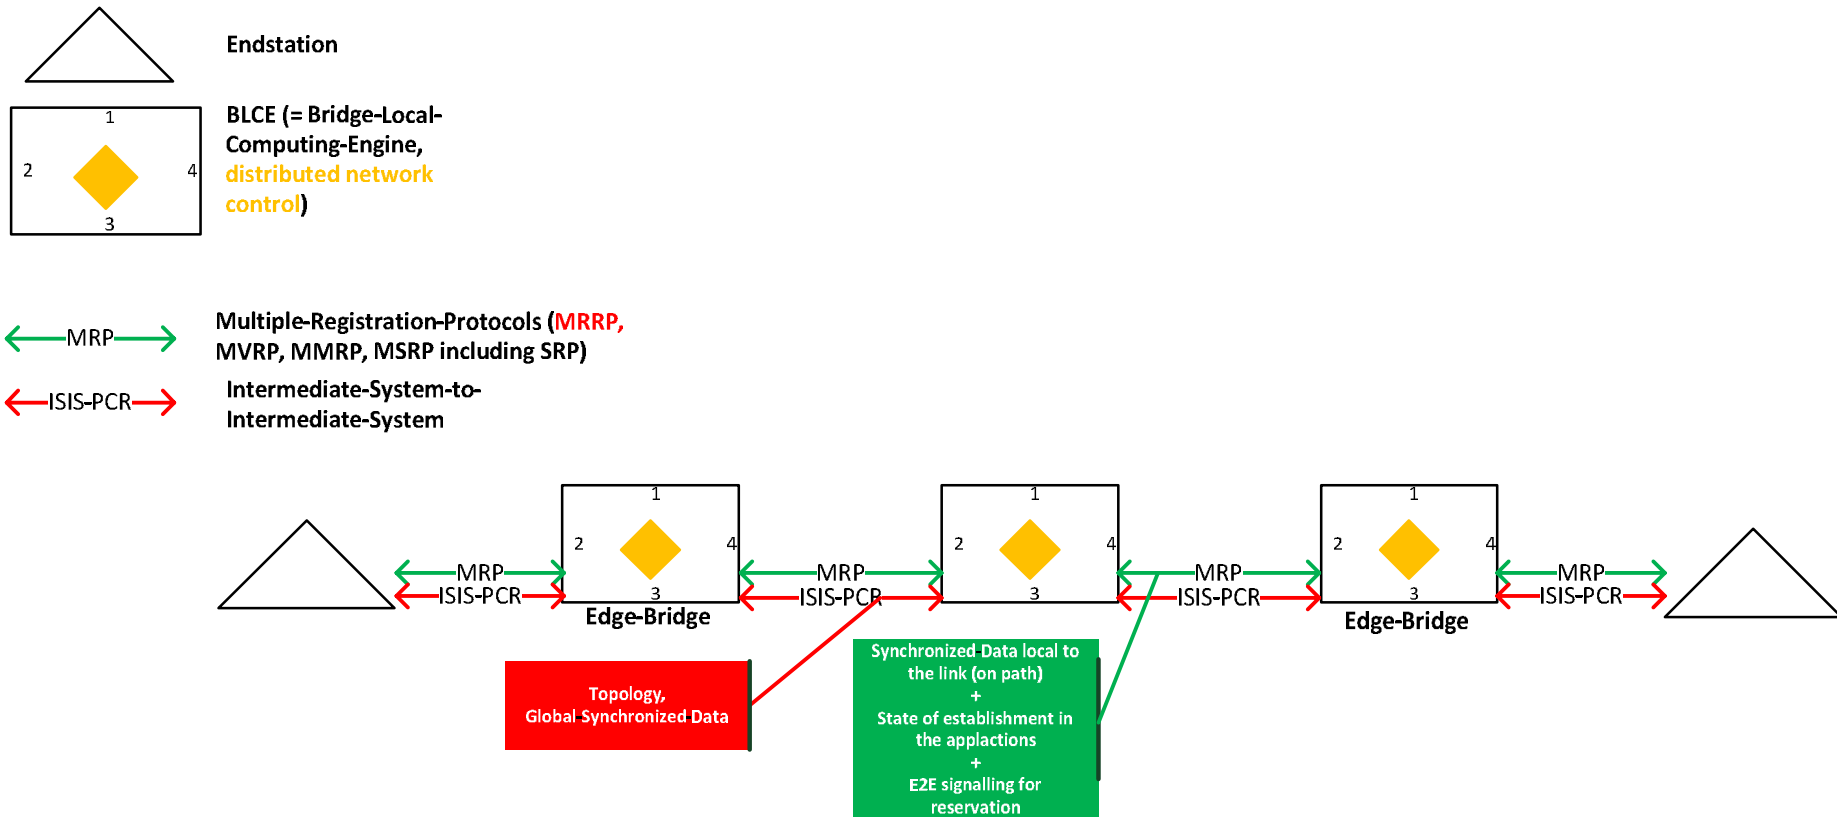 Endstation
1
2
4
3
BLCE (= Bridge-Local-
Computing-Engine,
distributed network
control)
MRP
Multiple-Registration-Protocols (MRRP,
MVRP, MMRP, MSRP including SRP)
ISIS-PCR
Intermediate-System-to-
Intermediate-System
MRP
ISIS-PCR
1
2
4
3
Edge-Bridge
MRP
ISIS-PCR
1
2
4
3
MRP
ISIS-PCR
1
2
4
3
Edge-Bridge
MRP
ISIS-PCR
Topology,
Global-Synchronized-Data
Synchronized-Data local to
the link (on path)
+
State of establishment in
the applactions
+
E2E signalling for
reservation